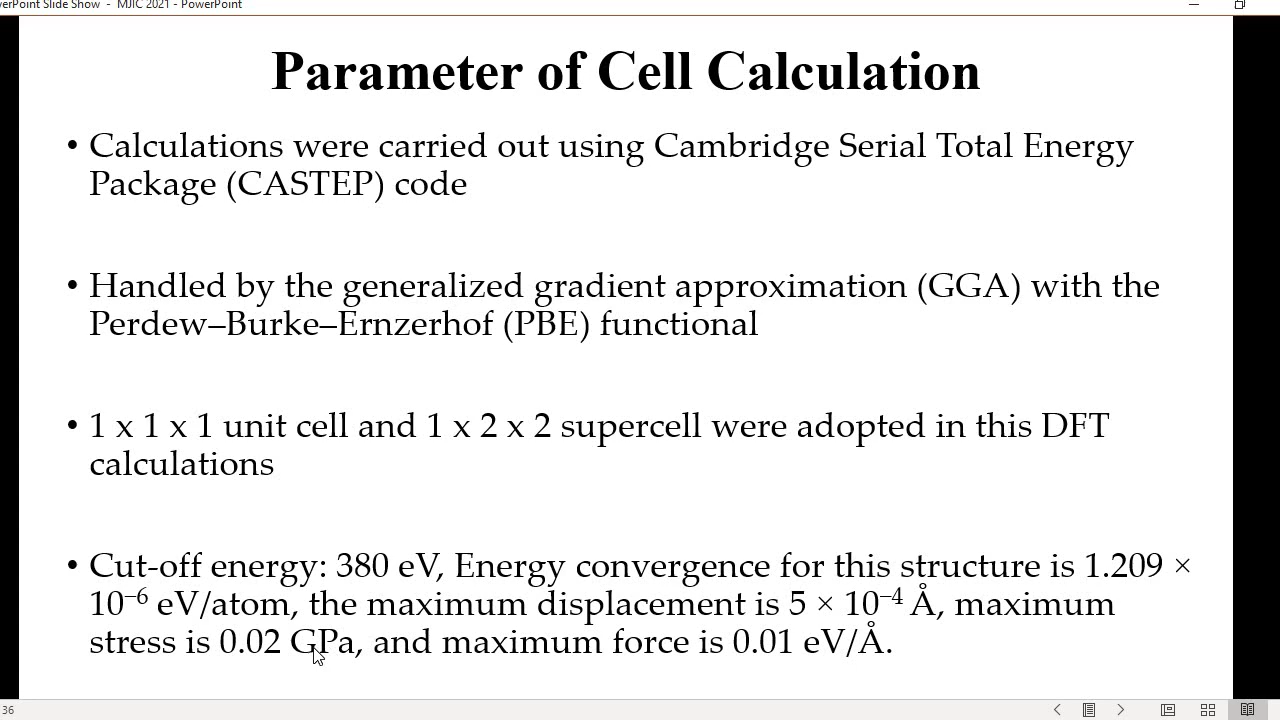 PowerPoint Slide Show - MJIC 2021 - PowerPoint
Parameter of Cell Calculation
• Calculations were carried out using Cambridge Serial Total Energy
Package (CASTEP) code
• Handled by the generalized gradient approximation (GGA) with the
Perdew–Burke–Ernzerhof (PBE) functional
• 1 x 1 x 1 unit cell and 1 x 2 x 2 supercell were adopted in this DFT
calculations
• Cut-off energy: 380 eV, Energy convergence for this structure is 1.209 ×
10⁻⁶ eV/atom, the maximum displacement is 5 × 10⁻⁴ Å, maximum
stress is 0.02 GPa, and maximum force is 0.01 eV/Å.
36